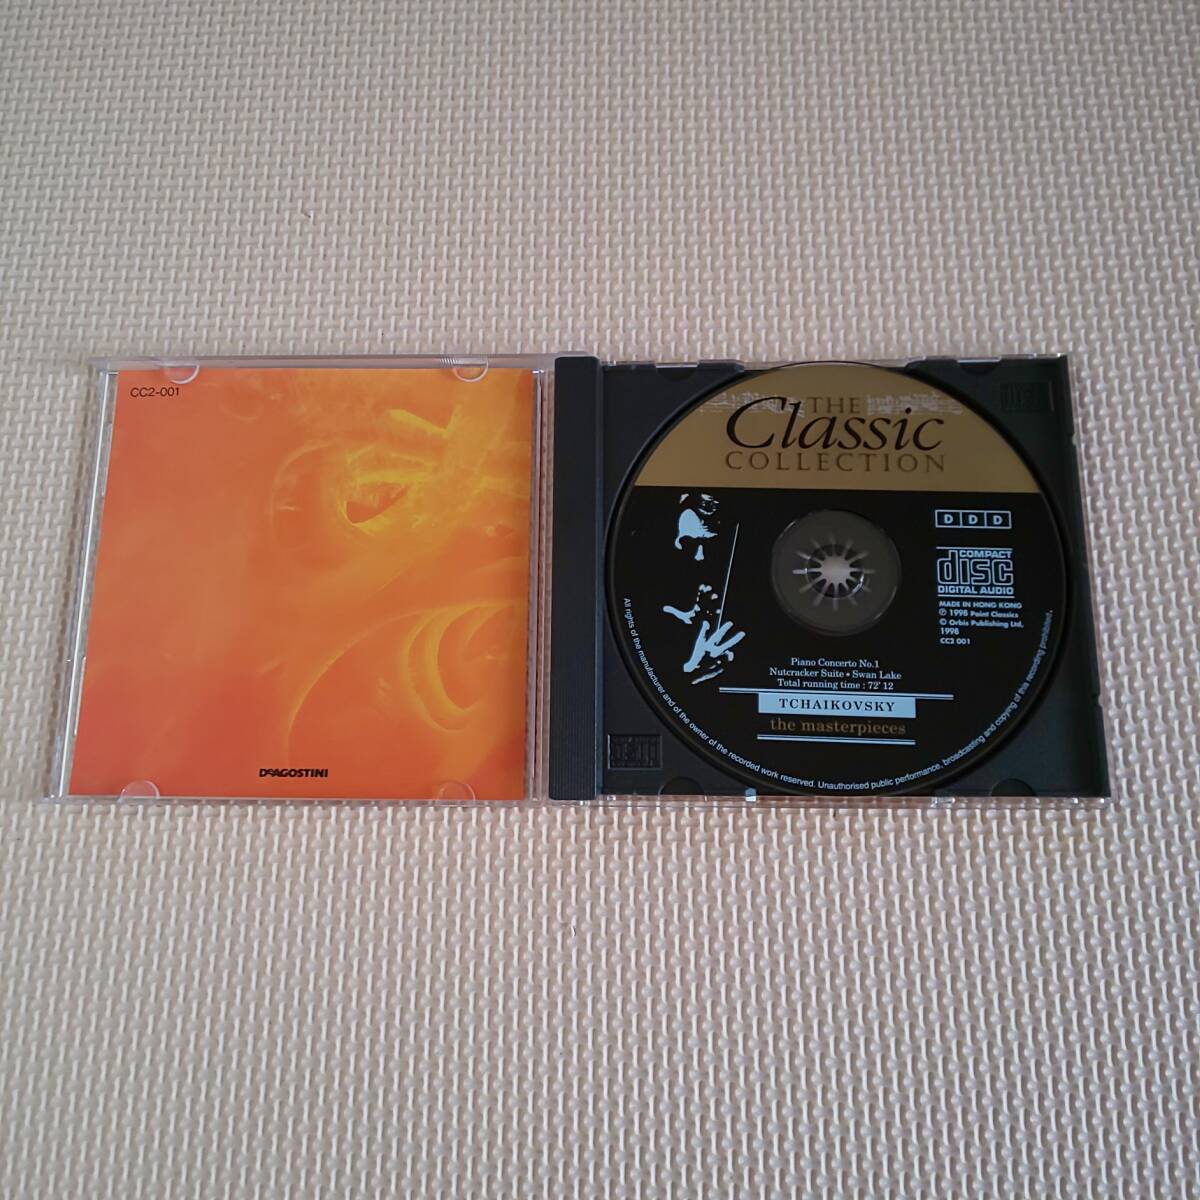 CC2-001
DeAGOSTINI
THE
Classic
COLLECTION
D D D
COMPACT
disc
DIGITAL AUDIO
MADE IN HONG KONG
℗ 1998 Point Classics
© Orbis Publishing Ltd.
1998
CC2 001
Piano Concerto No.1
Nutcracker Suite • Swan Lake
Total running time : 72' 12
TCHAIKOVSKY
the masterpieces
All rights of the manufacturer and of the owner of the recorded work reserved. Unauthorised public performance, broadcasting and copying of this recording prohibited.